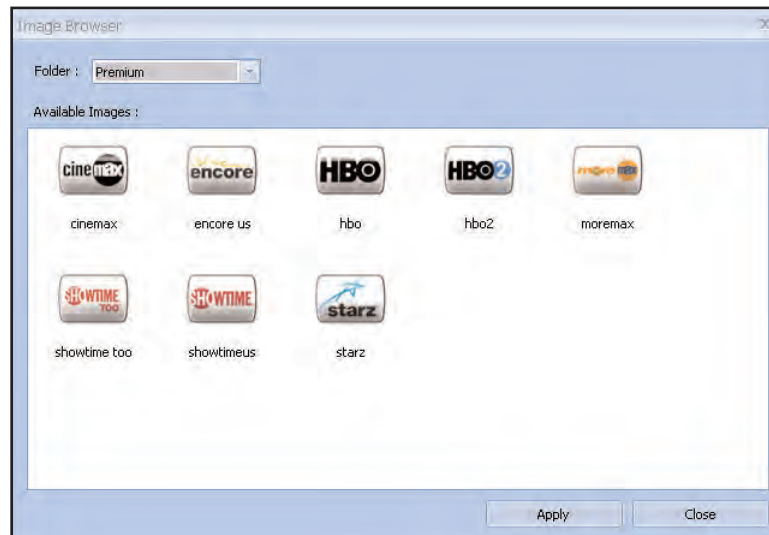 Image Browser
Folder : Premium
Available Images :
cinemax encore HBO HBO2 more max
cinemax encore us hbo hbo2 moremax
SHOWTIME TOO SHOWTIME starz
showtime too showtimeus starz
Apply Close